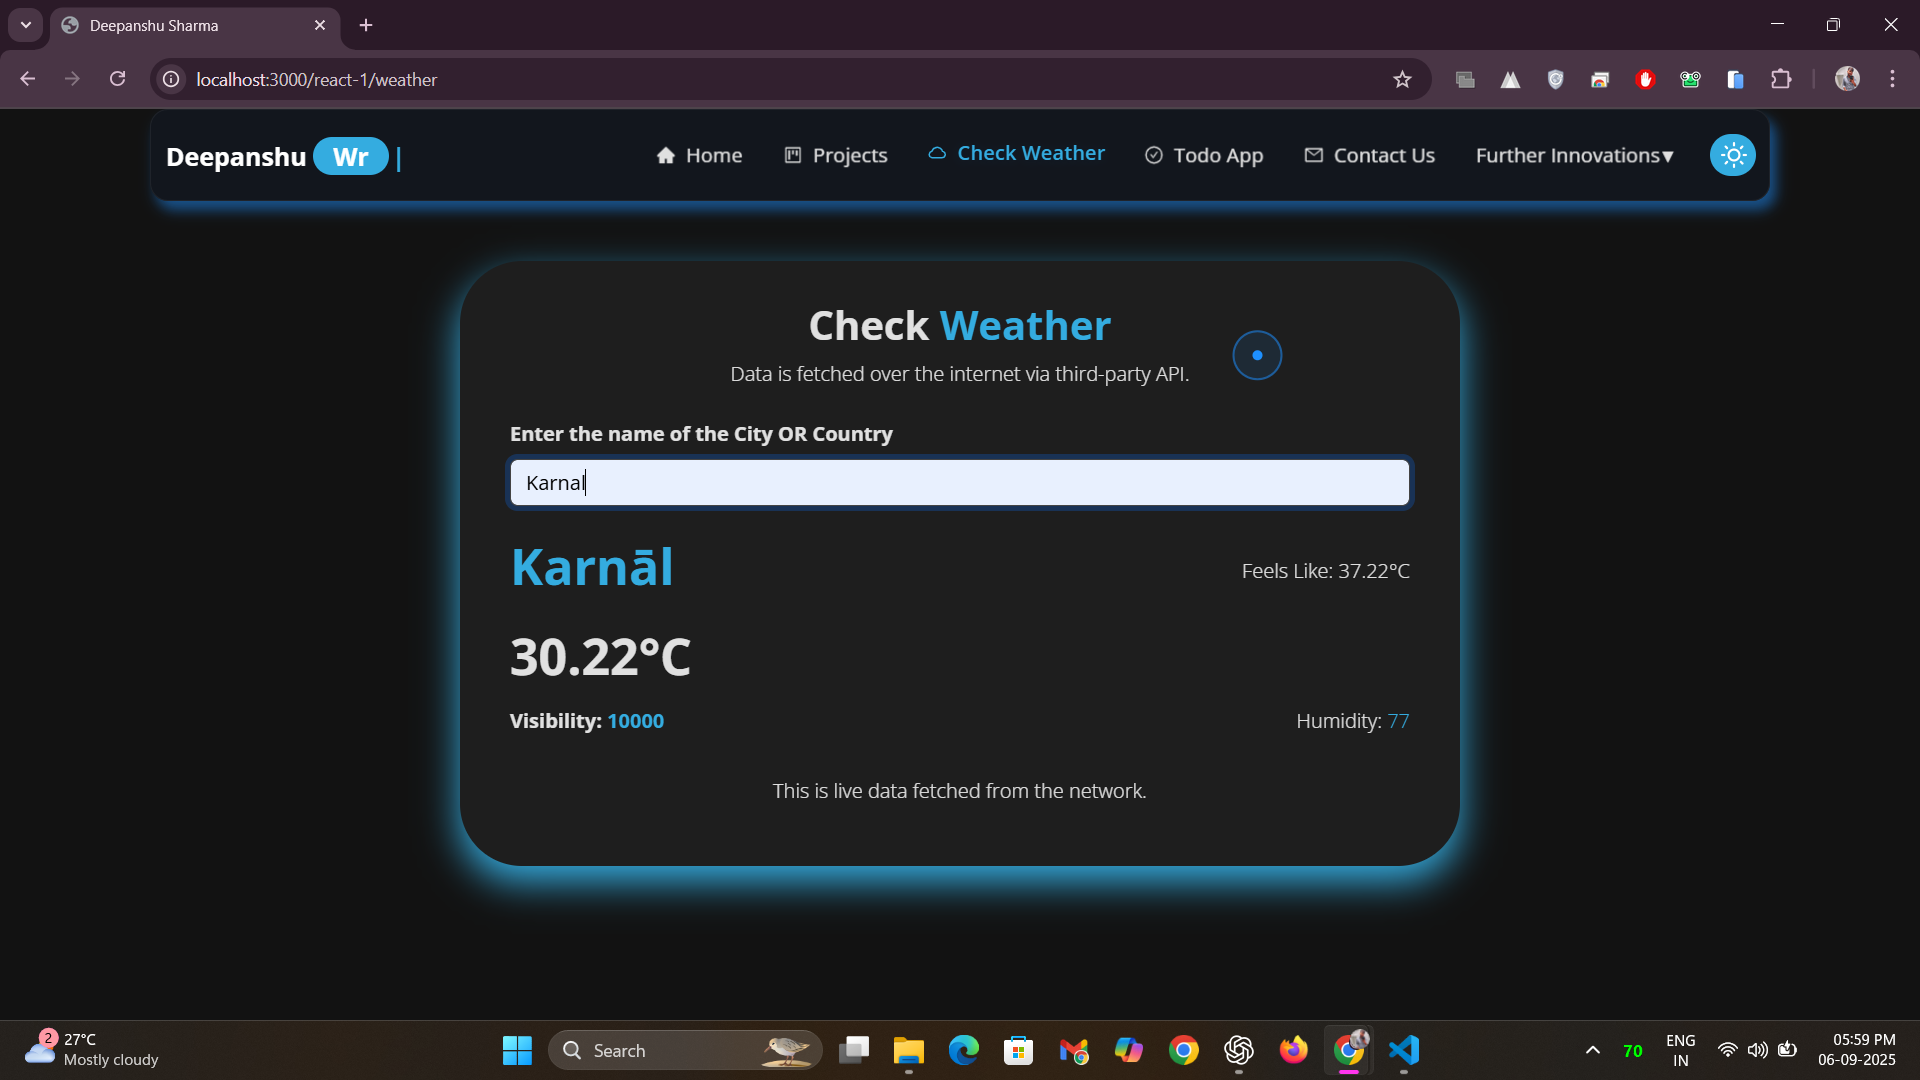 Deepanshu Sharma
localhost:3000/react-1/weather
Deepanshu Wr |
Home
Projects
Check Weather
Todo App
Contact Us
Further Innovations▼
Check Weather
Data is fetched over the internet via third-party API.
Enter the name of the City OR Country
Karnal
Karnāl
Feels Like: 37.22°C
30.22°C
Visibility: 10000
Humidity: 77
This is live data fetched from the network.
2
27°C
Mostly cloudy
Search
70
ENG
IN
05:59 PM
06-09-2025